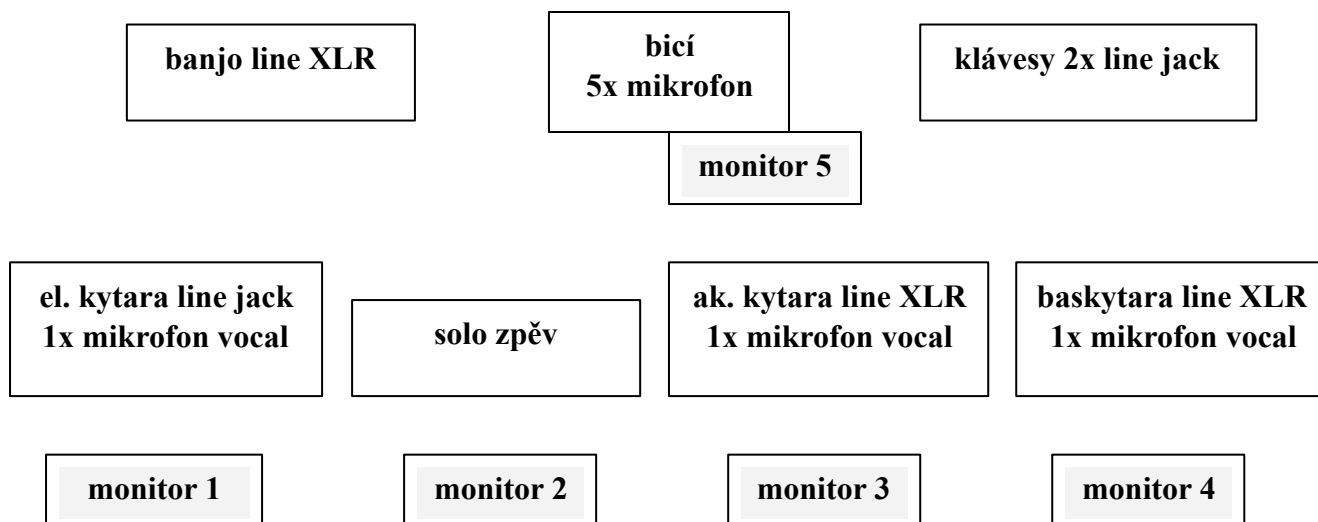 banjo line XLR
bicí
5x mikrofon
klávesy 2x line jack
monitor 5
el. kytara line jack
1x mikrofon vocal
solo zpěv
ak. kytara line XLR
1x mikrofon vocal
baskytara line XLR
1x mikrofon vocal
monitor 1
monitor 2
monitor 3
monitor 4